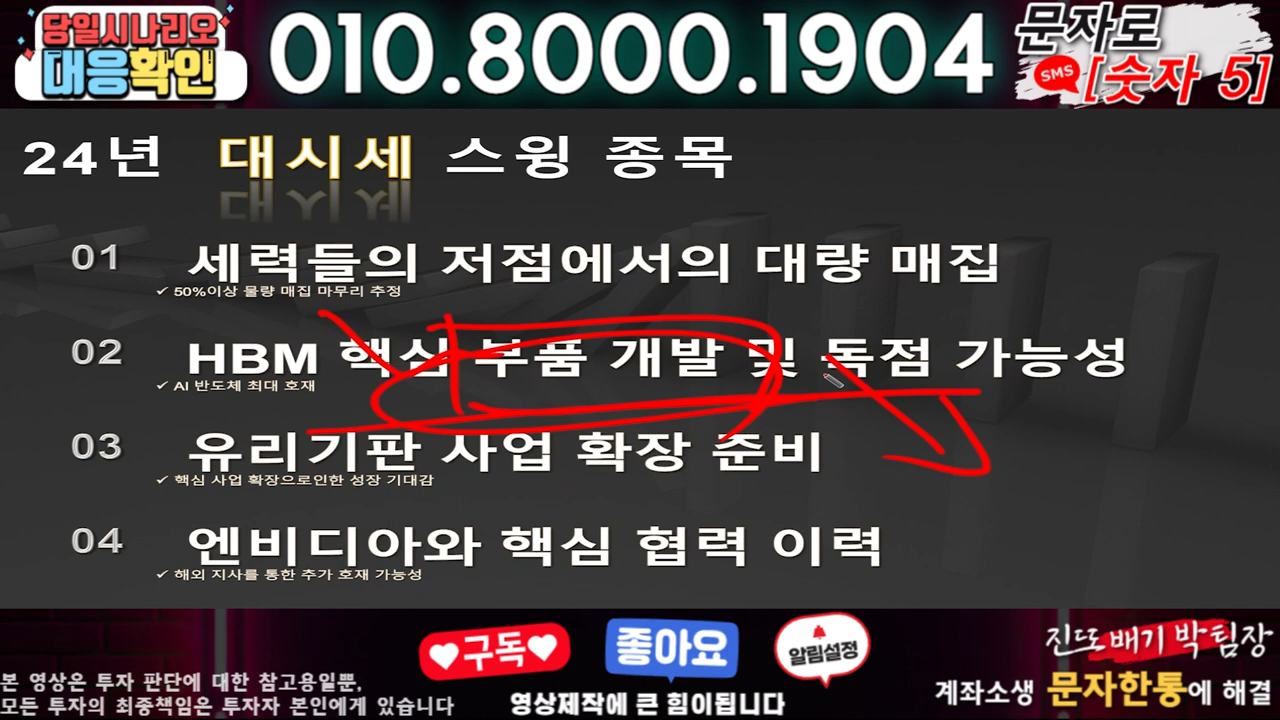 당일시나리오
대응확인
010.8000.1904
문자로
SMS [숫자 5]
24년 대시세 스윙 종목
01 세력들의 저점에서의 대량 매집
✓ 50%이상 물량 매집 마무리 추정
02 HBM 핵심 부품 개발 및 독점 가능성
✓ AI 반도체 최대 호재
03 유리기판 사업 확장 준비
✓ 핵심 사업 확장으로인한 성장 기대감
04 엔비디아와 핵심 협력 이력
✓ 해외 지사를 통한 추가 호재 가능성
구독
좋아요
알림설정
영상제작에 큰 힘이됩니다
본 영상은 투자 판단에 대한 참고용일뿐,
모든 투자의 최종책임은 투자자 본인에게 있습니다
진또배기 박팀장
계좌소생 문자한통에 해결